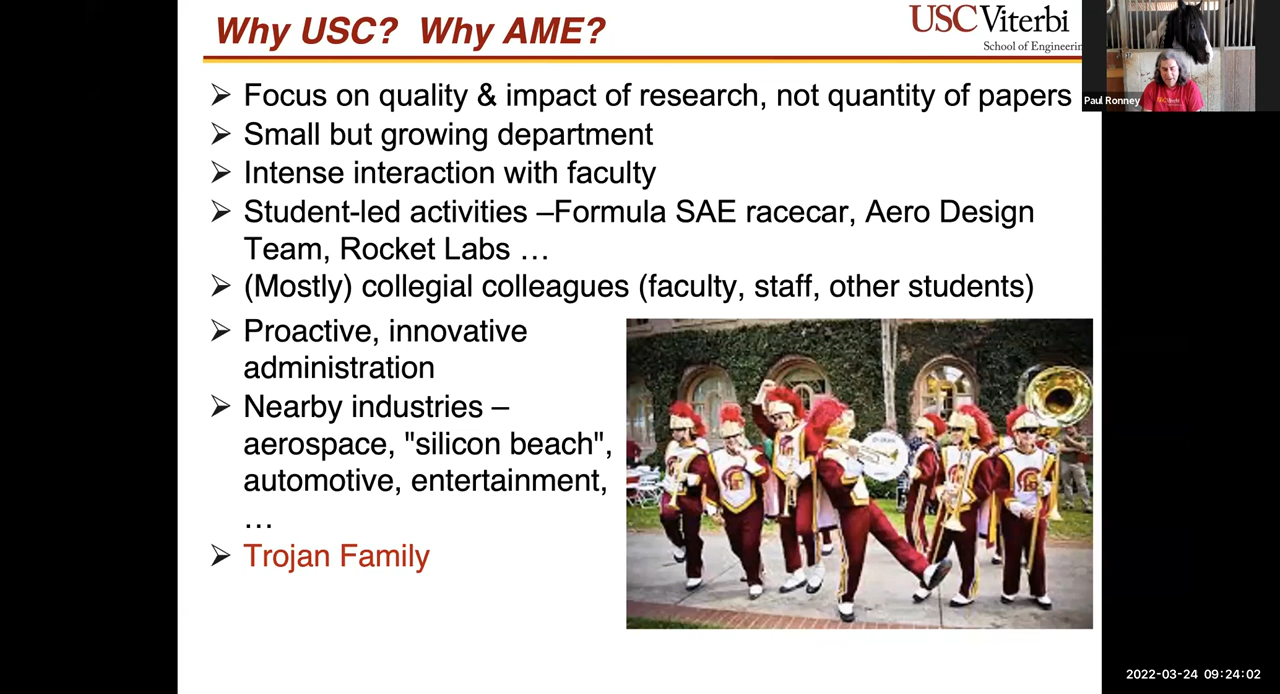 Why USC?  Why AME?
USC Viterbi
School of Engineerin
Paul Ronney
➢ Focus on quality & impact of research, not quantity of papers
➢ Small but growing department
➢ Intense interaction with faculty
➢ Student-led activities –Formula SAE racecar, Aero Design
Team, Rocket Labs …
➢ (Mostly) collegial colleagues (faculty, staff, other students)
➢ Proactive, innovative
administration
➢ Nearby industries –
aerospace, "silicon beach",
automotive, entertainment,
…
➢ Trojan Family
2022-03-24 09:24:02